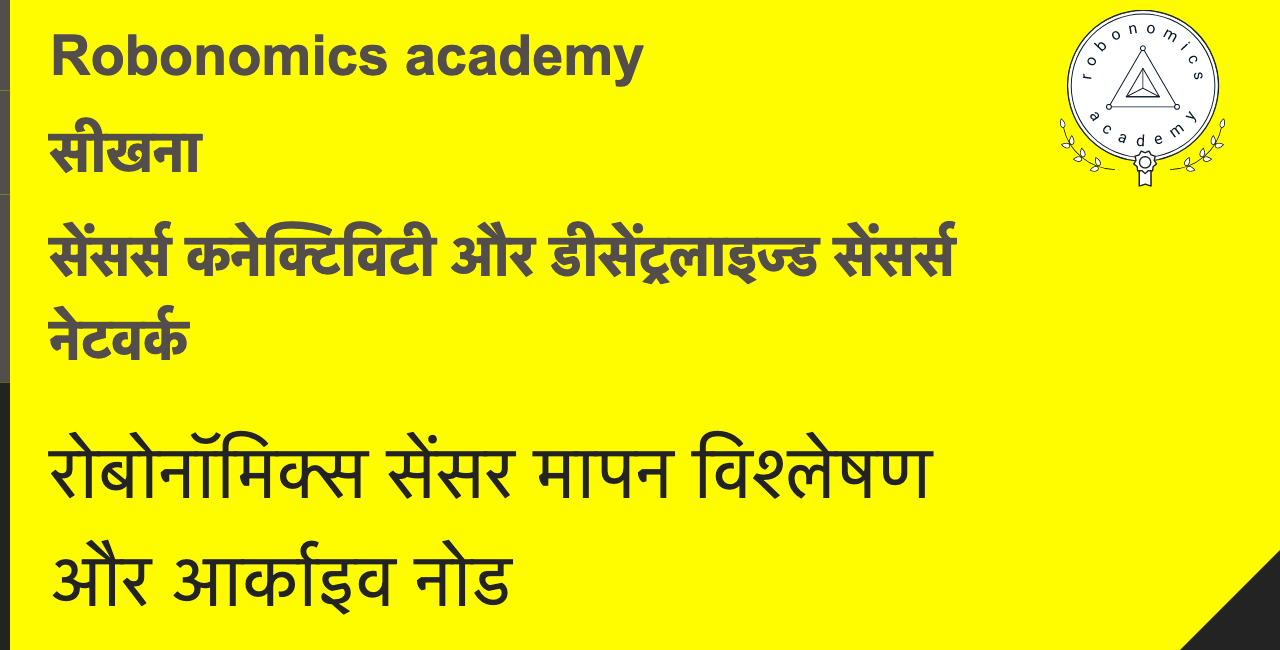 Robonomics academy
सीखना
सेंसर्स कनेक्टिविटी और डीसेंट्रलाइज्ड सेंसर्स
नेटवर्क
रोबोनॉमिक्स सेंसर मापन विश्लेषण
और आर्काइव नोड
robonomics
academy